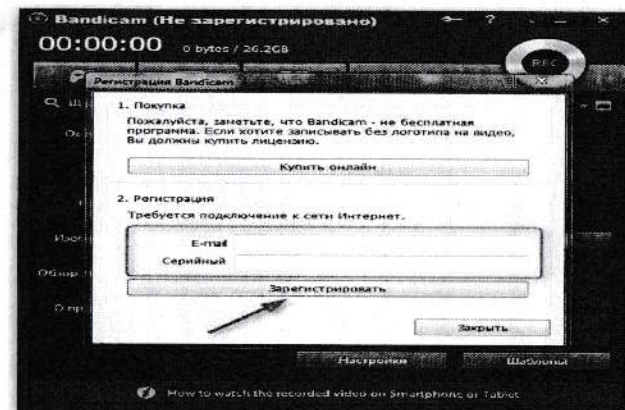 Bandicam (Не зарегистрировано)
00:00:00 0 bytes / 26.2GB
REC
Регистрация Bandicam
1. Покупка
Пожалуйста, заметьте, что Bandicam - не бесплатная
программа. Если хотите записывать без логотипа на видео,
Вы должны купить лицензию.
Купить онлайн
2. Регистрация
Требуется подключение к сети Интернет.
E-mail
Серийный
Зарегистрировать
Закрыть
Настройки Шаблоны
How to watch the recorded video on Smartphone or Tablet